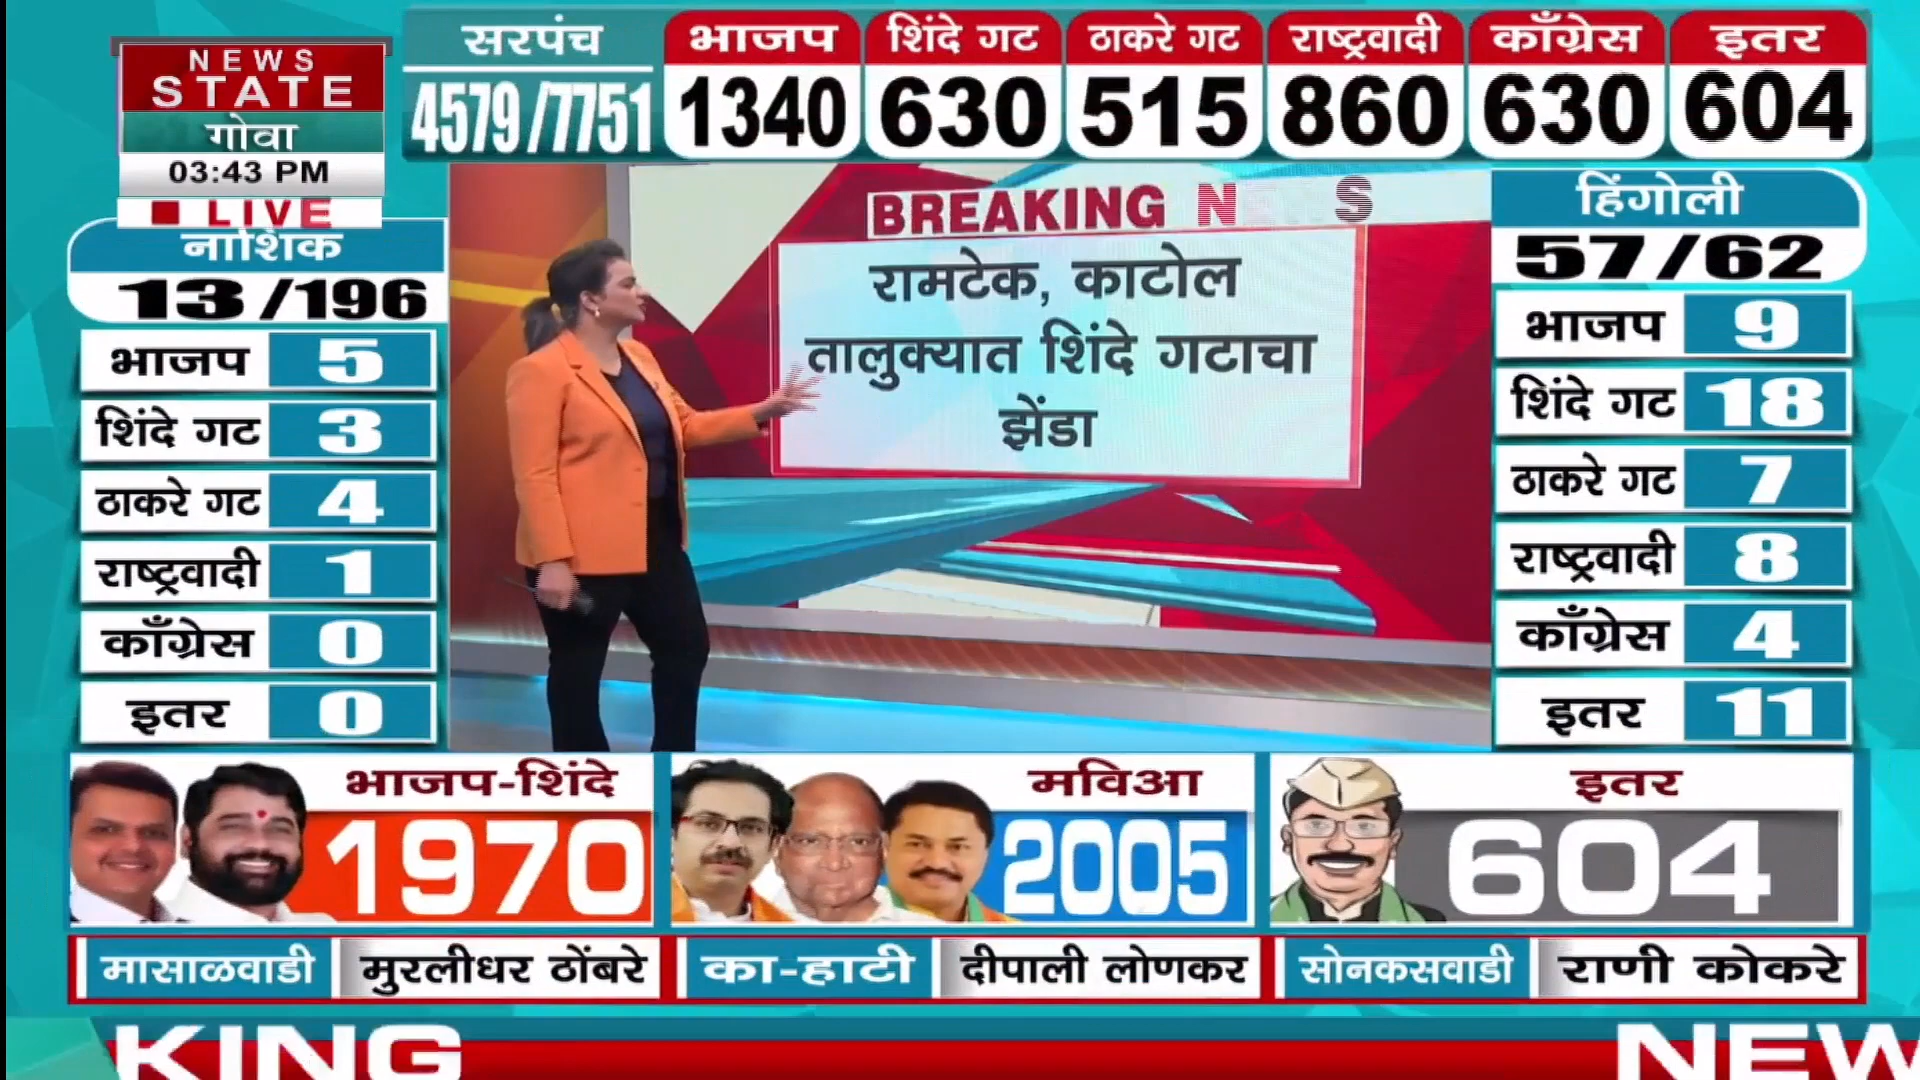 NEWS
STATE
गोवा
03:43 PM
LIVE
सरपंच
4579/7751
भाजप
1340
शिंदे गट
630
ठाकरे गट
515
राष्ट्रवादी
860
काँग्रेस
630
इतर
604
नाशिक
13/196
भाजप 5
शिंदे गट 3
ठाकरे गट 4
राष्ट्रवादी 1
काँग्रेस 0
इतर 0
BREAKING NEWS
रामटेक, काटोल
तालुक्यात शिंदे गटाचा
झेंडा
हिंगोली
57/62
भाजप 9
शिंदे गट 18
ठाकरे गट 7
राष्ट्रवादी 8
काँग्रेस 4
इतर 11
भाजप-शिंदे
1970
मविआ
2005
इतर
604
मासाळवाडी मुरलीधर ठोंबरे
का-हाटी दीपाली लोणकर
सोनकसवाडी राणी कोकरे
KING NEW